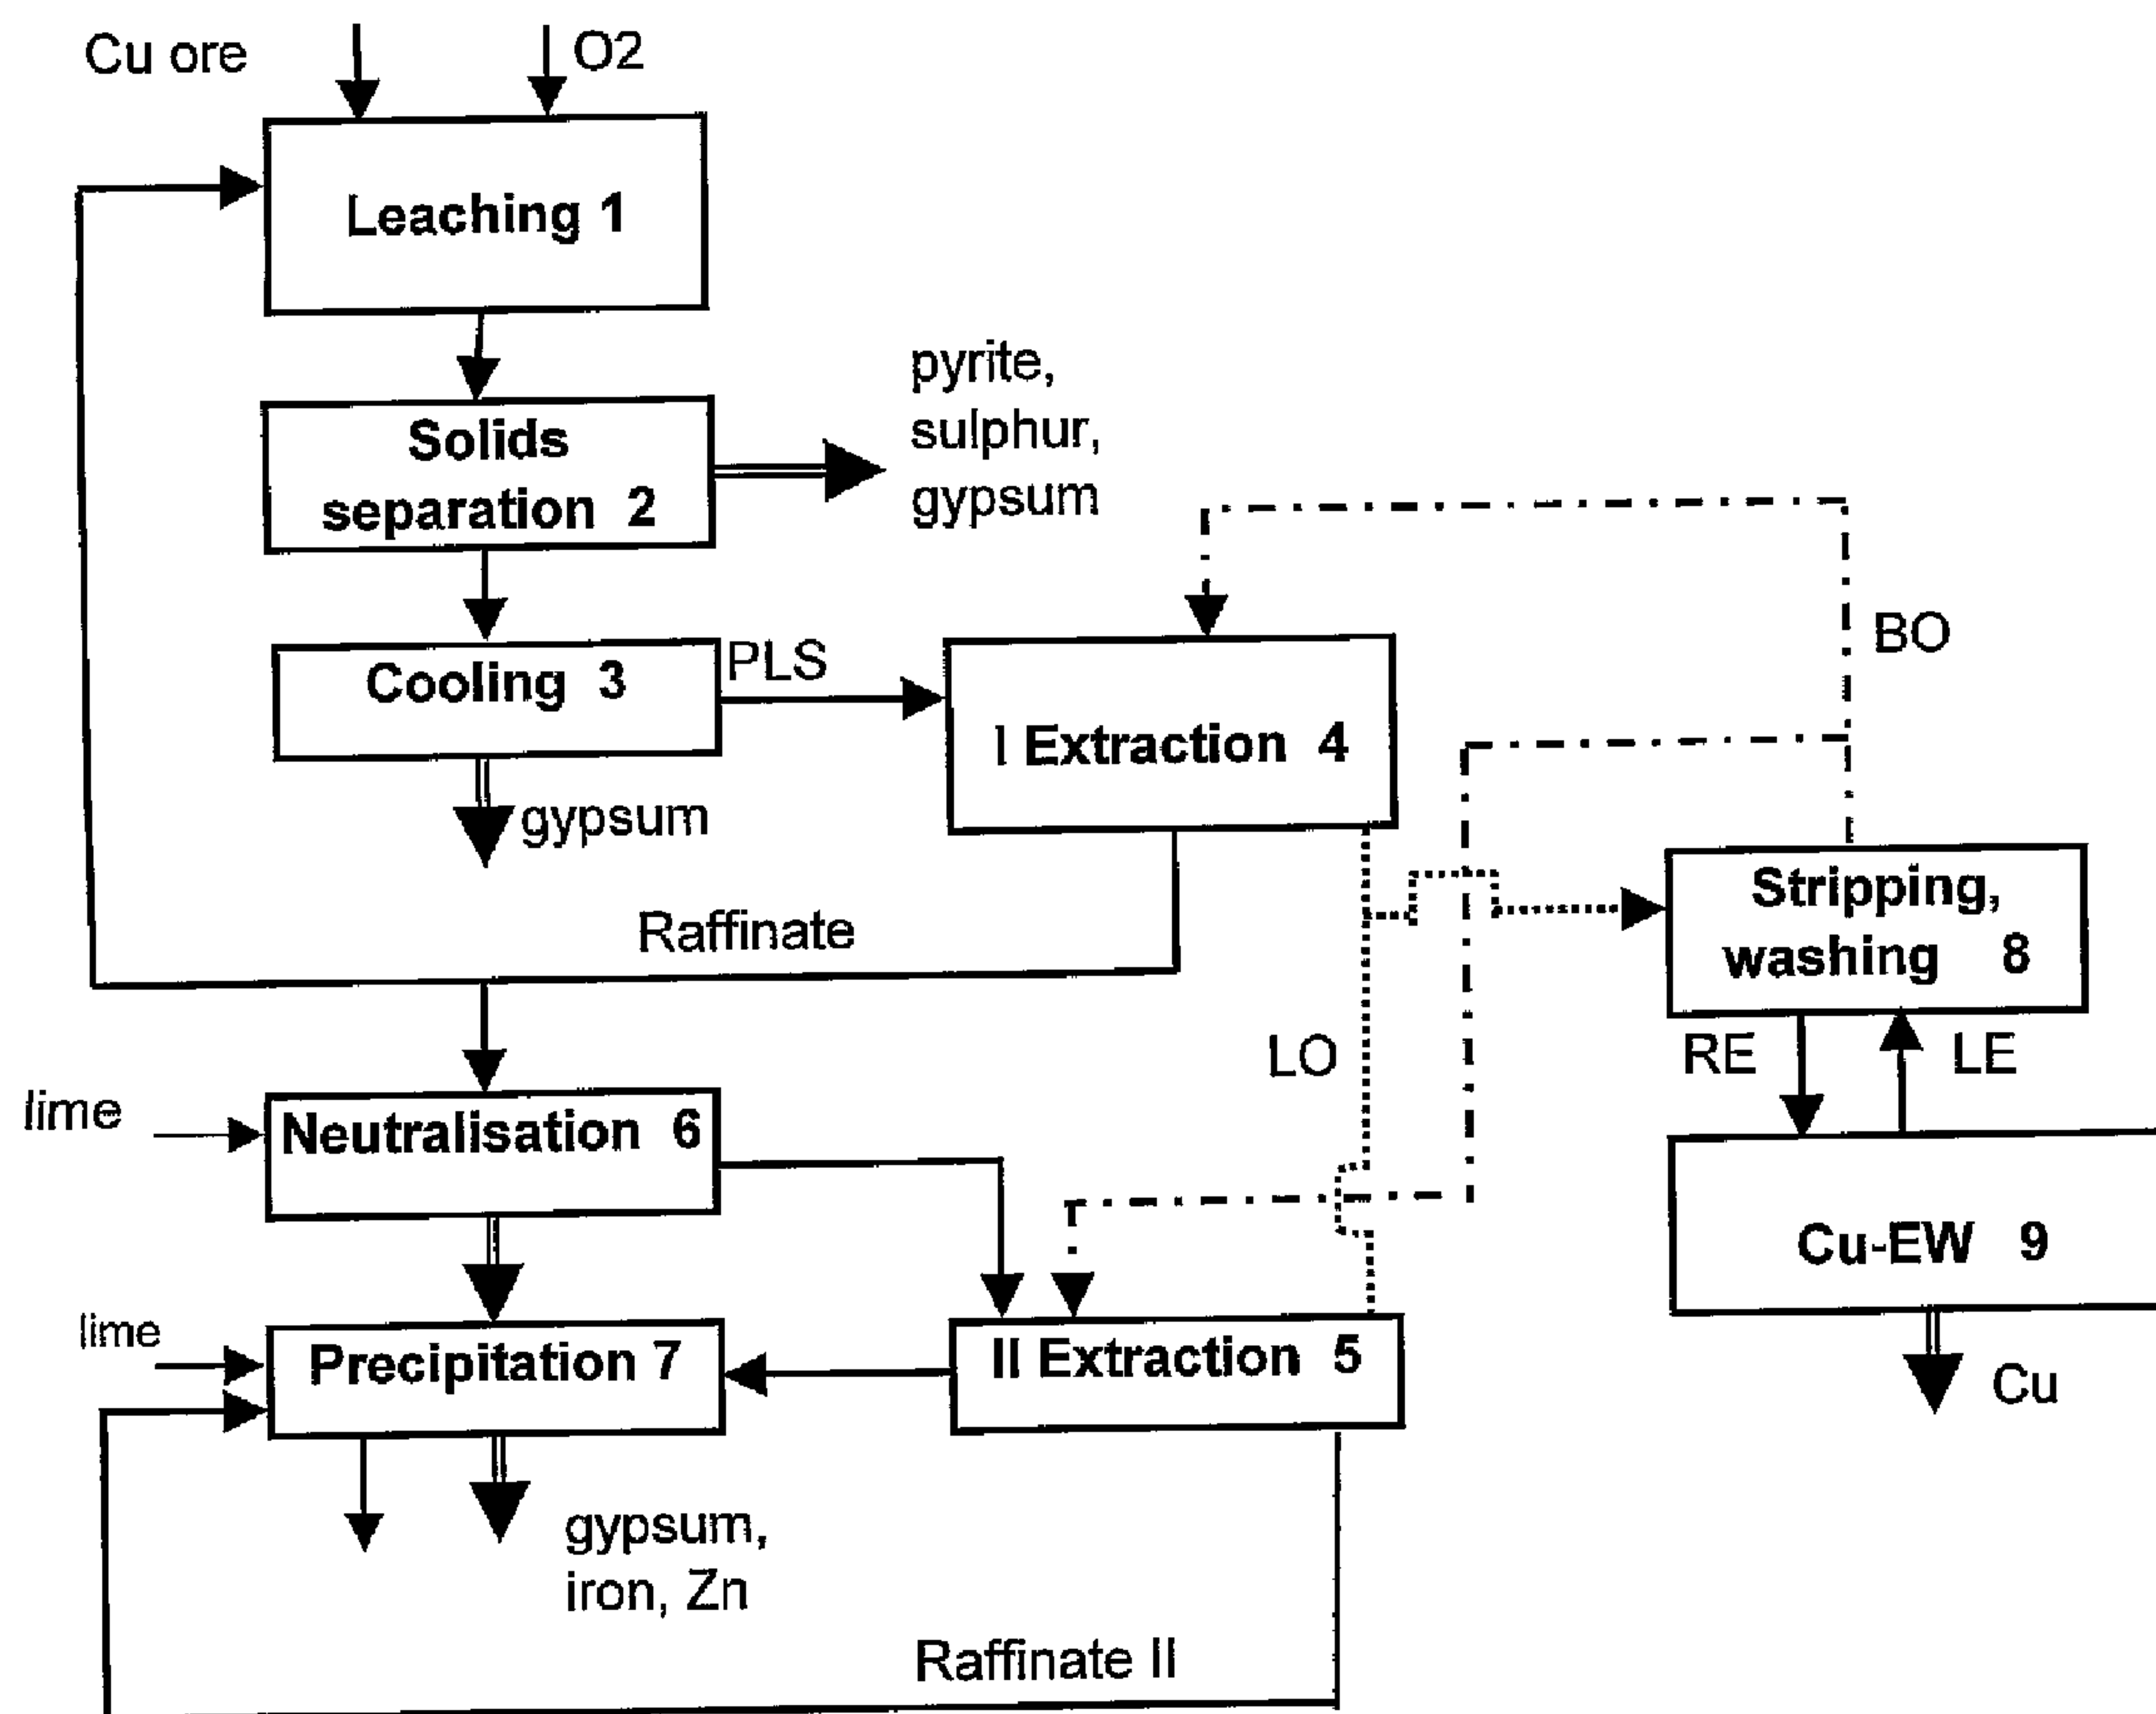 Cu ore
O2
Leaching 1
Solids
separation 2
pyrite,
sulphur,
gypsum
Cooling 3
PLS
I Extraction 4
BO
gypsum
Raffinate
Stripping,
washing 8
LO
RE
LE
lime
Neutralisation 6
Cu-EW 9
lime
Precipitation 7
II Extraction 5
Cu
gypsum,
iron, Zn
Raffinate II